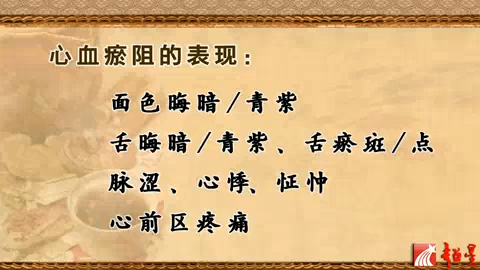 心血瘀阻的表现：
面色晦暗/青紫
舌晦暗/青紫、舌瘀斑/点
脉涩、心悸、怔忡
心前区疼痛
超星